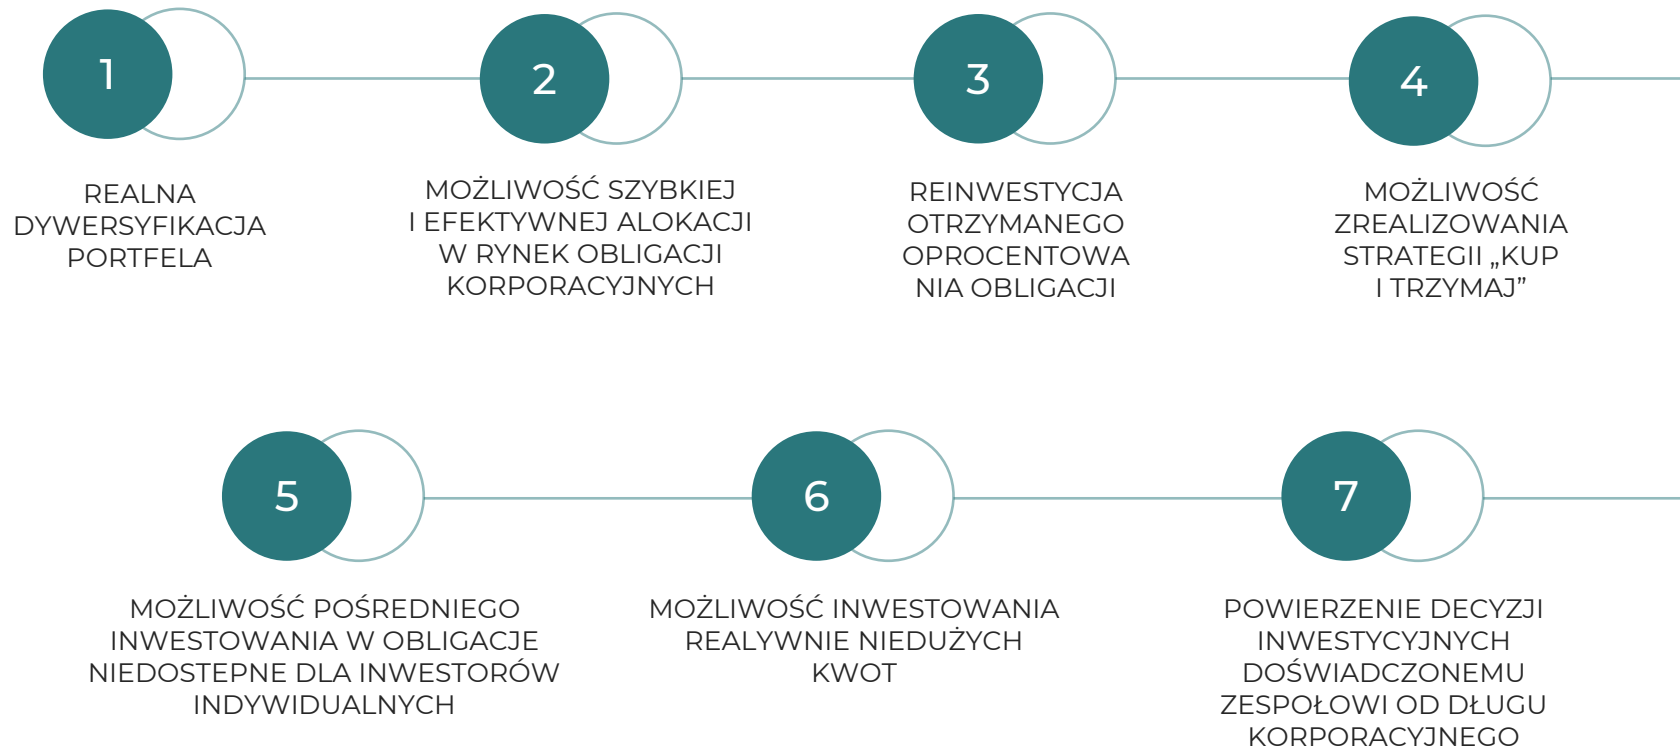 1
REALNA
DYWERSYFIKACJA
PORTFELA
2
MOŻLIWOŚĆ SZYBKIEJ
I EFEKTYWNEJ ALOKACJI
W RYNEK OBLIGACJI
KORPORACYJNYCH
3
REINWESTYCJA
OTRZYMANEGO
OPROCENTOWA
NIA OBLIGACJI
4
MOŻLIWOŚĆ
ZREALIZOWANIA
STRATEGII „KUP
I TRZYMAJ”
5
MOŻLIWOŚĆ POŚREDNIEGO
INWESTOWANIA W OBLIGACJE
NIEDOSTEPNE DLA INWESTORÓW
INDYWIDUALNYCH
6
MOŻLIWOŚĆ INWESTOWANIA
REALYWNIE NIEDUŻYCH
KWOT
7
POWIERZENIE DECYZJI
INWESTYCYJNYCH
DOŚWIADCZONEMU
ZESPOŁOWI OD DŁUGU
KORPORACYJNEGO